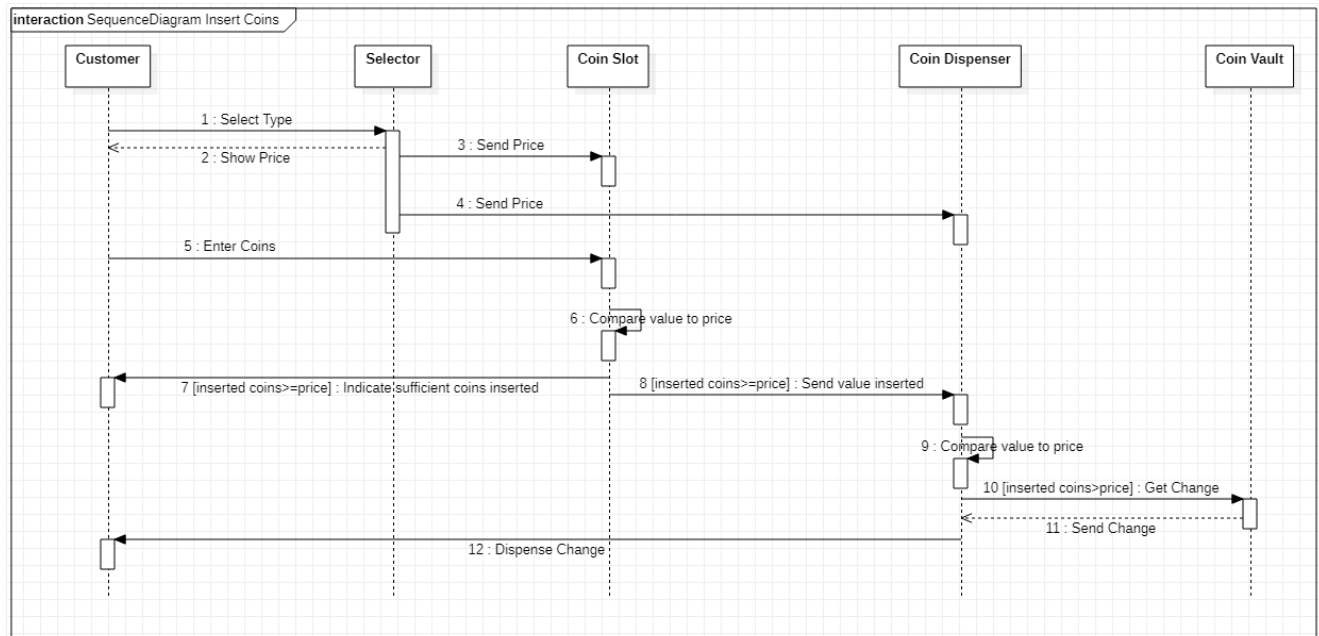 interaction SequenceDiagram Insert Coins
Customer
Selector
Coin Slot
Coin Dispenser
Coin Vault
1 : Select Type
2 : Show Price
3 : Send Price
4 : Send Price
5 : Enter Coins
6 : Compare value to price
7 [inserted coins>=price] : Indicate sufficient coins inserted
8 [inserted coins>=price] : Send value inserted
9 : Compare value to price
10 [inserted coins>price] : Get Change
11 : Send Change
12 : Dispense Change